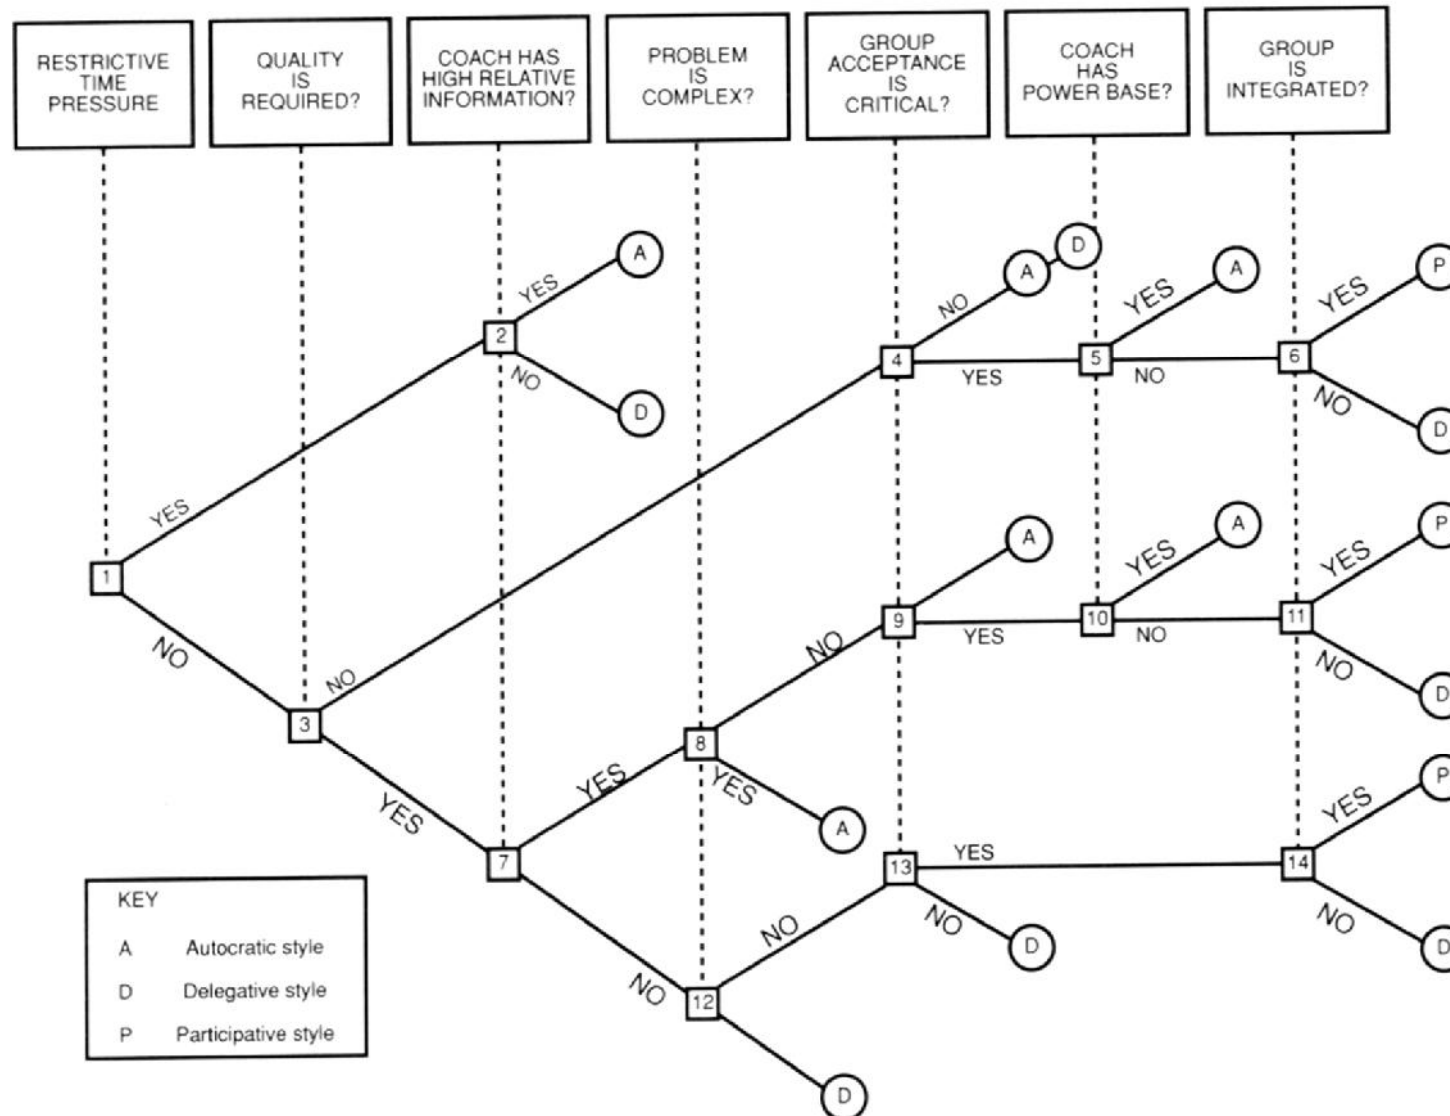 RESTRICTIVE
TIME
PRESSURE
QUALITY
IS
REQUIRED?
COACH HAS
HIGH RELATIVE
INFORMATION?
PROBLEM
IS
COMPLEX?
GROUP
ACCEPTANCE
IS
CRITICAL?
COACH
HAS
POWER BASE?
GROUP
IS
INTEGRATED?
D
A
YES
A
YES
P
YES
A
NO
2
4
YES
5
NO
6
NO
D
NO
D
YES
1
NO
A
YES
A
YES
P
9
YES
10
NO
11
NO
D
NO
3
NO
8
YES
A
YES
YES
7
13
YES
14
YES
P
NO
D
NO
D
NO
NO
12
D
KEY
A Autocratic style
D Delegative style
P Participative style